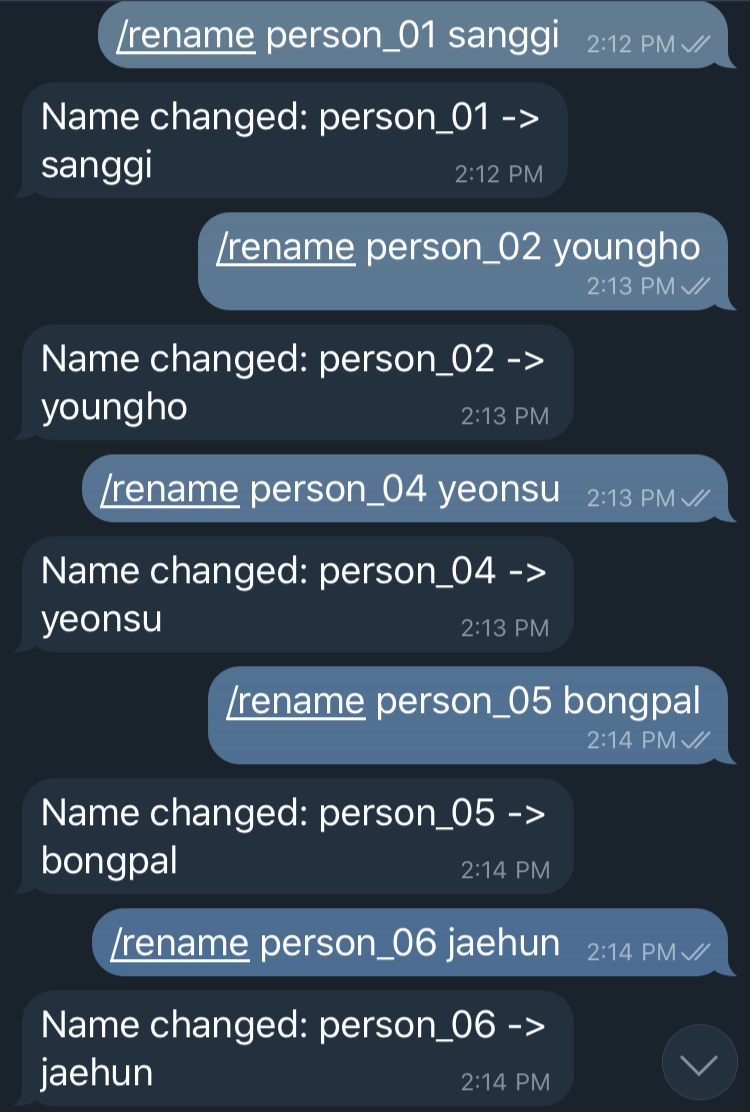 /rename person_01 sanggi 2:12 PM
Name changed: person_01 ->
sanggi 2:12 PM
/rename person_02 youngho
2:13 PM
Name changed: person_02 ->
youngho 2:13 PM
/rename person_04 yeonsu 2:13 PM
Name changed: person_04 ->
yeonsu 2:13 PM
/rename person_05 bongpal
2:14 PM
Name changed: person_05 ->
bongpal 2:14 PM
/rename person_06 jaehun 2:14 PM
Name changed: person_06 ->
jaehun 2:14 PM